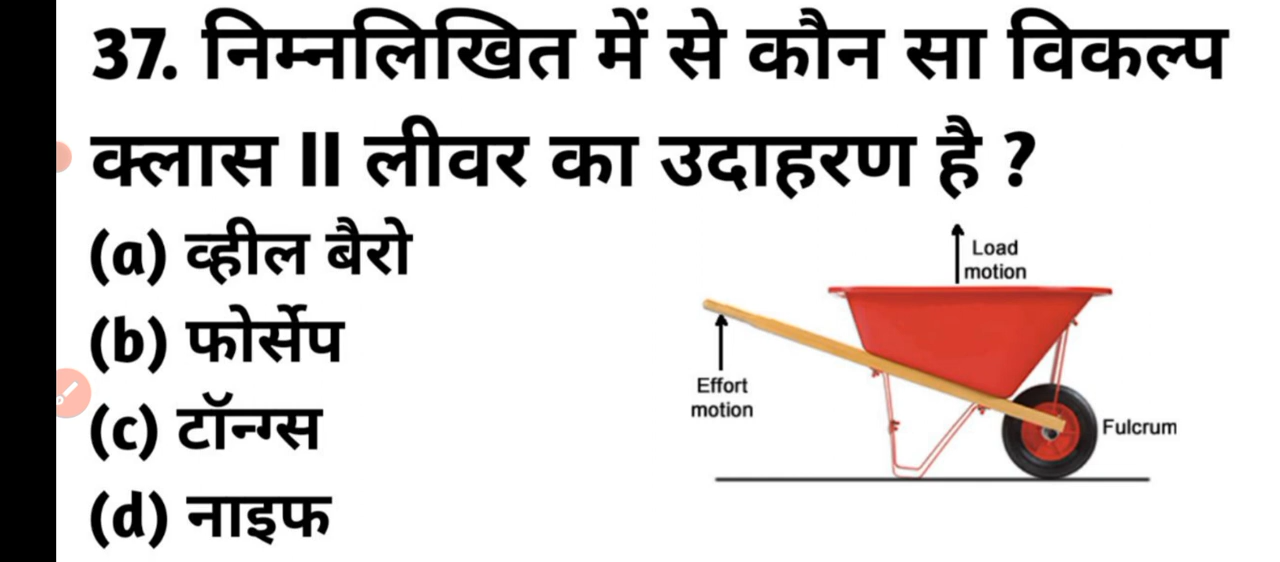 37. निम्नलिखित में से कौन सा विकल्प
क्लास II लीवर का उदाहरण है ?
(a) व्हील बैरो
(b) फोर्सेप
(c) टॉन्ग्स
(d) नाइफ
Load
motion
Effort
motion
Fulcrum